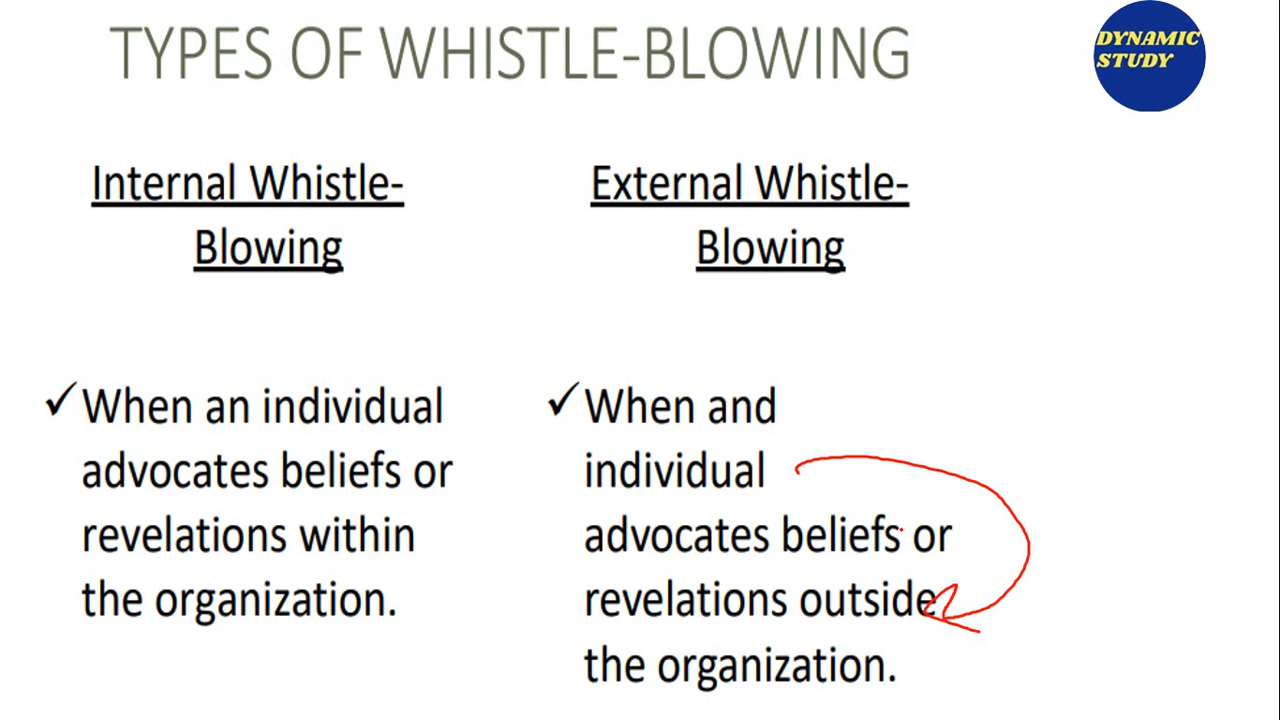 TYPES OF WHISTLE-BLOWING
DYNAMIC
STUDY
Internal Whistle-
Blowing
✓When an individual
advocates beliefs or
revelations within
the organization.
External Whistle-
Blowing
✓When and
individual
advocates beliefs or
revelations outside
the organization.